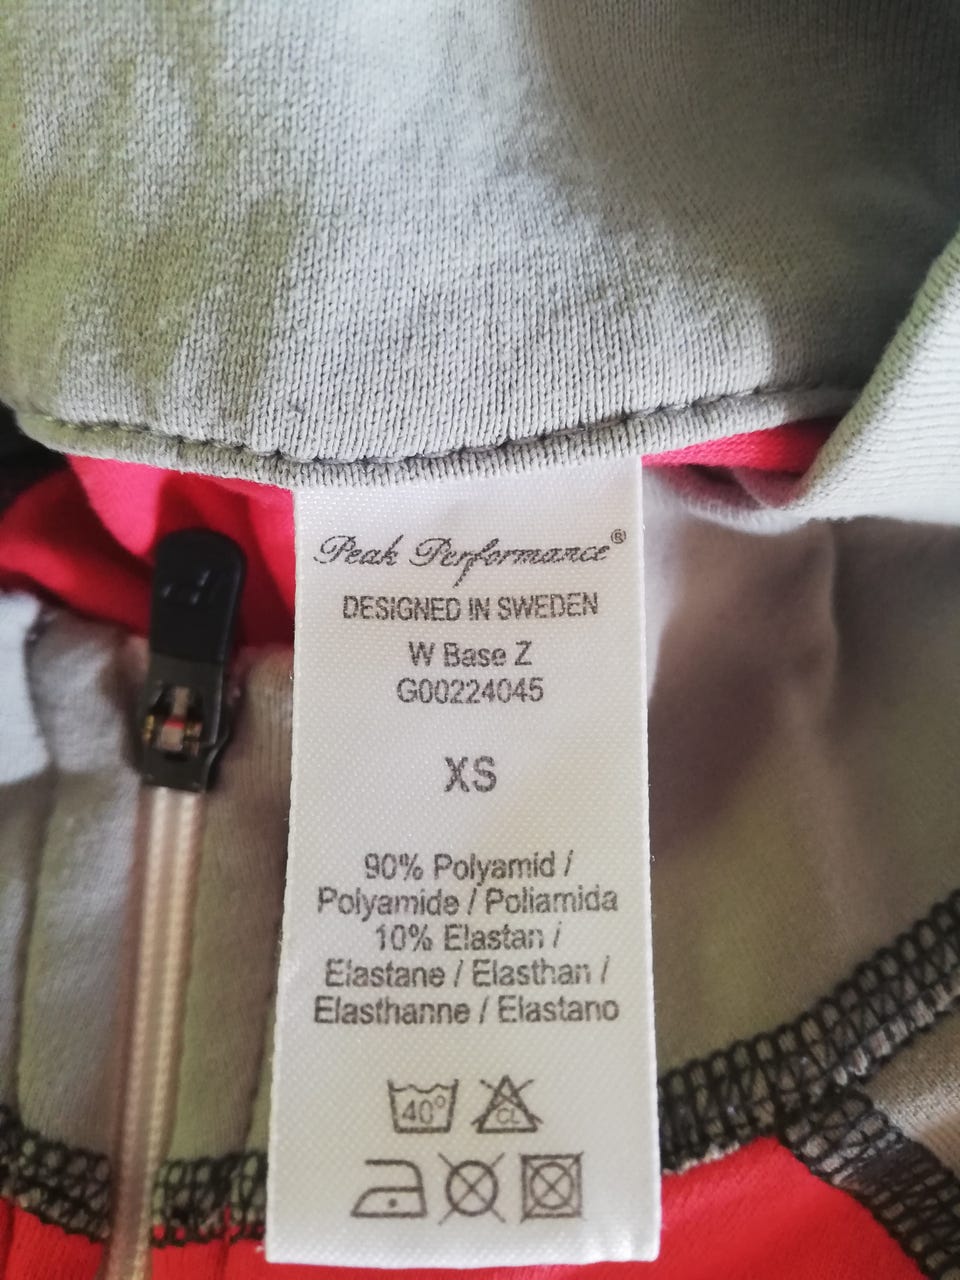 Peak Performance®
DESIGNED IN SWEDEN
W Base Z
G00224045
XS
90% Polyamid /
Polyamide / Poliamida
10% Elastan /
Elastane / Elasthan /
Elasthanne / Elastano
40°
CL